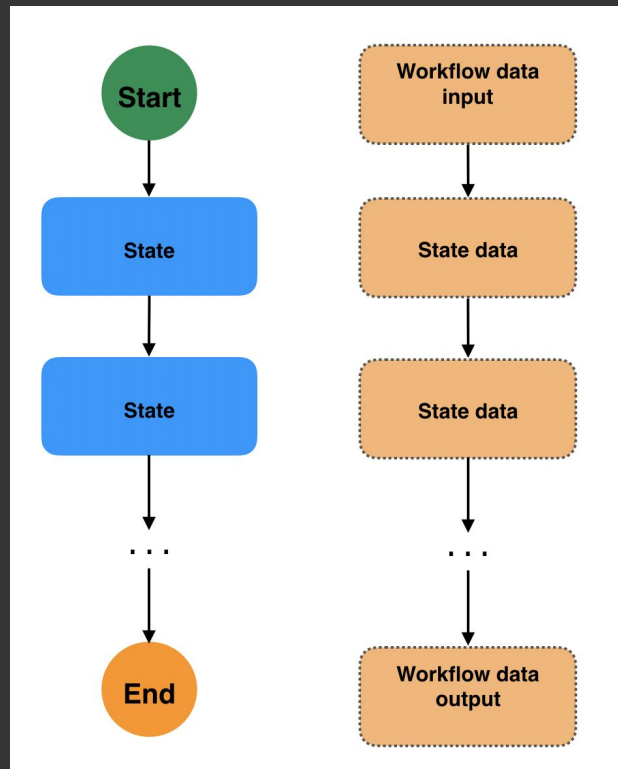 Start
State
State
...
End
Workflow data
input
State data
State data
...
Workflow data
output